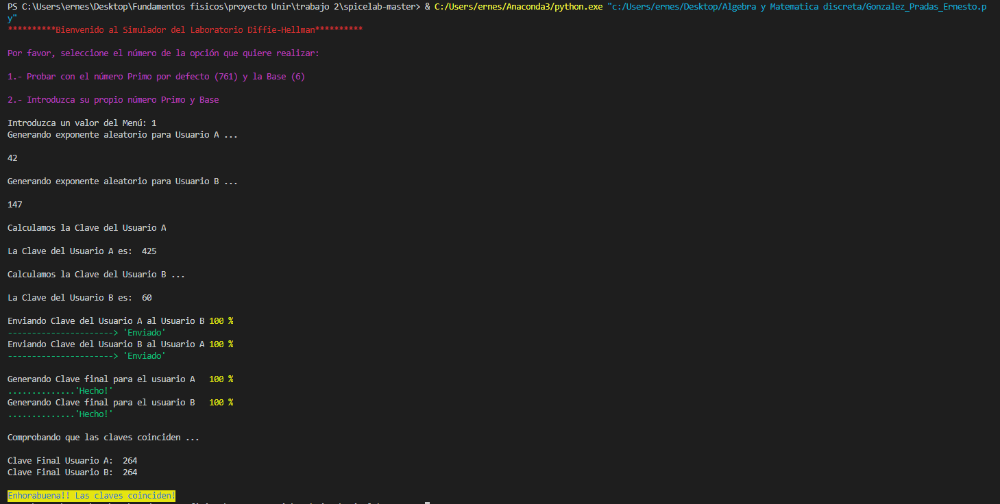 PS C:\Users\ernes\Desktop\Fundamentos fisicos\proyecto Unir\trabajo 2\spicelab-master> & C:/Users/ernes/Anaconda3/python.exe "c:/Users/ernes/Desktop/Algebra y Matematica discreta/Gonzalez_Pradas_Ernesto.p
y"
**********Bienvenido al Simulador del Laboratorio Diffie-Hellman**********
Por favor, seleccione el número de la opción que quiere realizar:
1.- Probar con el número Primo por defecto (761) y la Base (6)
2.- Introduzca su propio número Primo y Base
Introduzca un valor del Menú: 1
Generando exponente aleatorio para Usuario A ...
42
Generando exponente aleatorio para Usuario B ...
147
Calculamos la Clave del Usuario A
La Clave del Usuario A es:  425
Calculamos la Clave del Usuario B ...
La Clave del Usuario B es:  60
Enviando Clave del Usuario A al Usuario B 100 %
----------------------> 'Enviado'
Enviando Clave del Usuario B al Usuario A 100 %
----------------------> 'Enviado'
Generando Clave final para el usuario A   100 %
..............'Hecho!'
Generando Clave final para el usuario B   100 %
..............'Hecho!'
Comprobando que las claves coinciden ...
Clave Final Usuario A:  264
Clave Final Usuario B:  264
Enhorabuena!! Las claves coinciden!